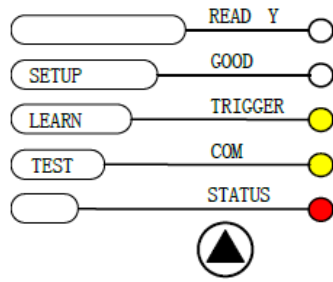 READ Y
SETUP GOOD
LEARN TRIGGER
TEST COM
STATUS